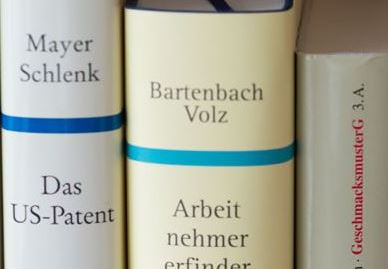 Mayer
Schlenk
Das
US-Patent
Bartenbach
Volz
Arbeit
nehmer
erfinder
GeschmacksmusterG 3.A.